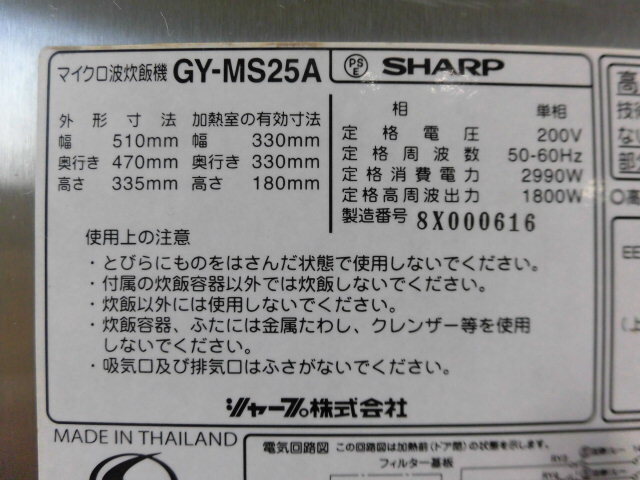 マイクロ波炊飯機 GY-MS25A
外形寸法 加熱室の有効寸法
幅 510mm 幅 330mm
奥行き 470mm 奥行き 330mm
高さ 335mm 高さ 180mm
PSE SHARP
相 単相
定格電圧 200V
定格周波数 50-60Hz
定格消費電力 2990W
定格高周波出力 1800W
製造番号 8X000616
使用上の注意
・とびらにものをはさんだ状態で使用しないでください。
・付属の炊飯容器以外では炊飯しないでください。
・炊飯以外には使用しないでください。
・炊飯容器、ふたには金属たわし、クレンザー等を使用
しないでください。
・吸気口及び排気口はふさがないでください。
シャープ株式会社
MADE IN THAILAND
電気回路図 この回路図は加熱前(ドア閉)の状態を示します。
フィルター基板
高
技術
ない
部
〇高
EE
(上